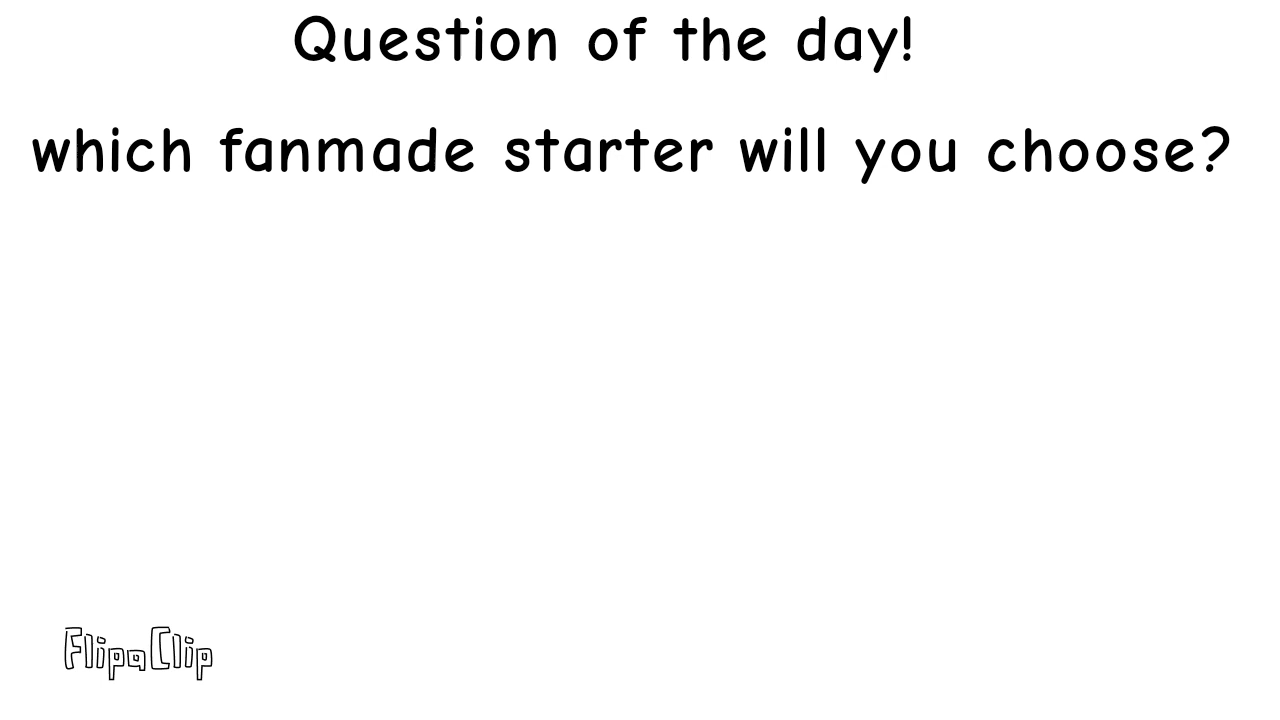 Question of the day!
which fanmade starter will you choose?
FlipaClip